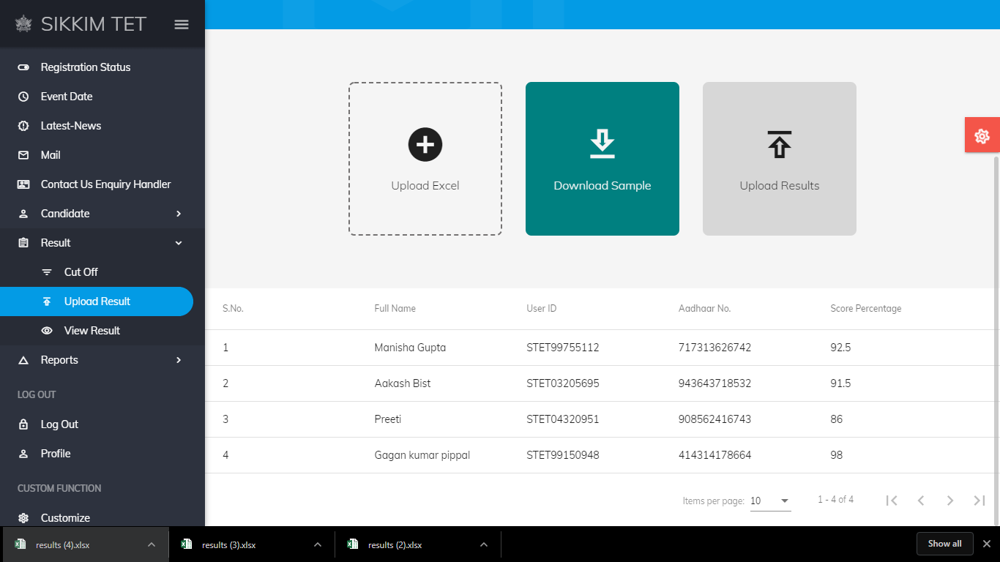 SIKKIM TET
Registration Status
Event Date
Latest-News
Mail
Contact Us Enquiry Handler
Candidate
Result
Cut Off
Upload Result
View Result
Reports
LOG OUT
Log Out
Profile
CUSTOM FUNCTION
Customize
Upload Excel
Download Sample
Upload Results
S.No. Full Name User ID Aadhaar No. Score Percentage
1 Manisha Gupta STET99755112 717313626742 92.5
2 Aakash Bist STET03205695 943643718532 91.5
3 Preeti STET04320951 908562416743 86
4 Gagan kumar pippal STET99150948 414314178664 98
Items per page: 10 1 - 4 of 4
results (4).xlsx results (3).xlsx results (2).xlsx Show all